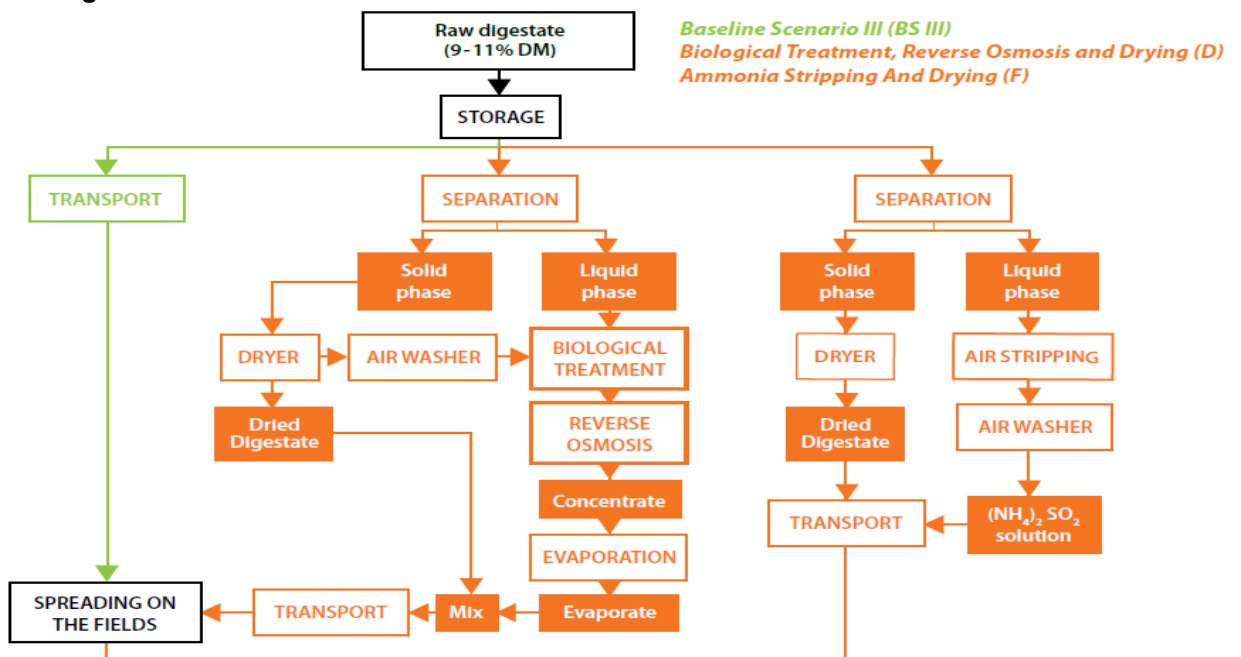 Raw digestate
(9-11% DM)
Baseline Scenario III (BS III)
Biological Treatment, Reverse Osmosis and Drying (D)
Ammonia Stripping And Drying (F)
STORAGE
TRANSPORT
SEPARATION
SEPARATION
Solid
phase
Liquid
phase
Solid
phase
Liquid
phase
DRYER
AIR WASHER
BIOLOGICAL
TREATMENT
DRYER
AIR STRIPPING
Dried
Digestate
REVERSE
OSMOSIS
Dried
Digestate
AIR WASHER
Concentrate
TRANSPORT
(NH₄)₂ SO₂
solution
EVAPORATION
SPREADING ON
THE FIELDS
TRANSPORT
Mix
Evaporate